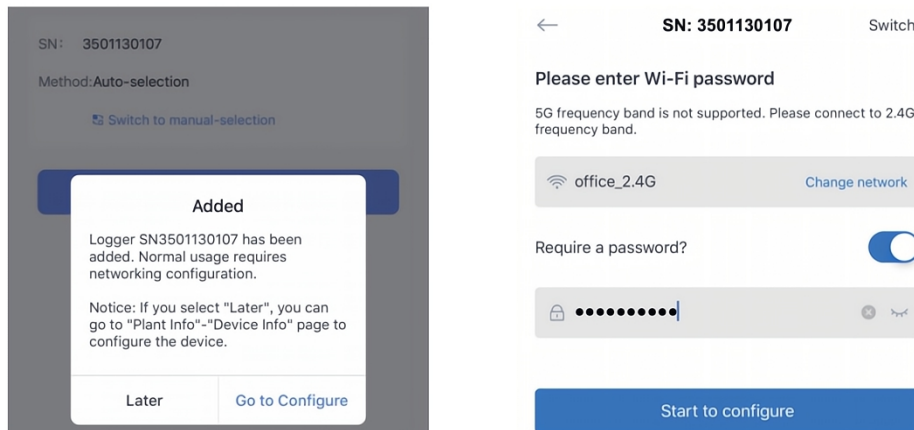 SN: 3501130107
Method:Auto-selection
Switch to manual-selection
Added
Logger SN3501130107 has been
added. Normal usage requires
networking configuration.
Notice: If you select "Later", you can
go to "Plant Info"-"Device Info" page to
configure the device.
Later Go to Configure
SN: 3501130107 Switch
Please enter Wi-Fi password
5G frequency band is not supported. Please connect to 2.4G
frequency band.
office_2.4G Change network
Require a password?
••••••••••
Start to configure